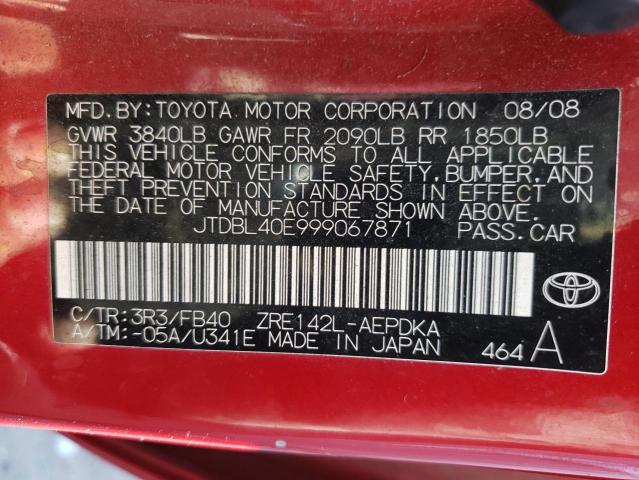 MFD.BY:TOYOTA MOTOR CORPORATION 08/08
GVWR 3840LB GAWR FR 2090LB RR 1850LB
THIS VEHICLE CONFORMS TO ALL APPLICABLE
FEDERAL MOTOR VEHICLE SAFETY,BUMPER,AND
THEFT PREVENTION STANDARDS IN EFFECT ON
THE DATE OF MANUFACTURE SHOWN ABOVE.
JTDBL40E999067871 PASS.CAR
C/TR:3R3/FB40 ZRE142L-AEPDKA
A/TM:-05A/U341E MADE IN JAPAN
464 A